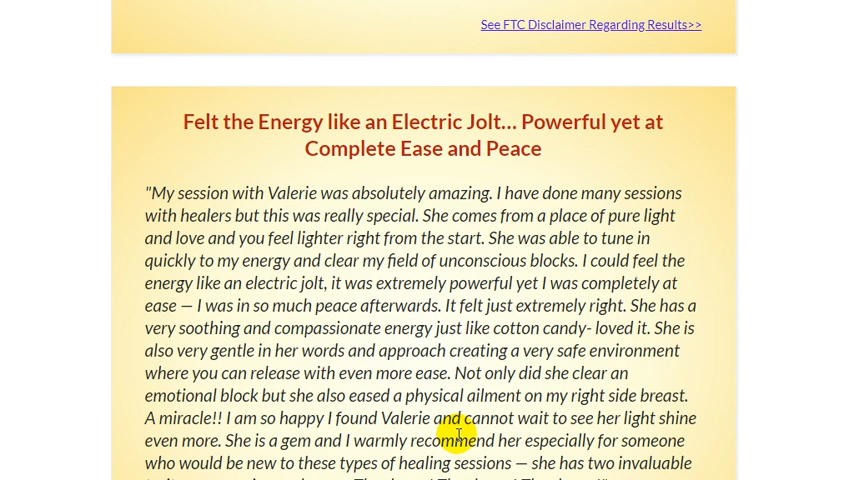 See FTC Disclaimer Regarding Results>>
Felt the Energy like an Electric Jolt... Powerful yet at
Complete Ease and Peace
"My session with Valerie was absolutely amazing. I have done many sessions
with healers but this was really special. She comes from a place of pure light
and love and you feel lighter right from the start. She was able to tune in
quickly to my energy and clear my field of unconscious blocks. I could feel the
energy like an electric jolt, it was extremely powerful yet I was completely at
ease — I was in so much peace afterwards. It felt just extremely right. She has a
very soothing and compassionate energy just like cotton candy- loved it. She is
also very gentle in her words and approach creating a very safe environment
where you can release with even more ease. Not only did she clear an
emotional block but she also eased a physical ailment on my right side breast.
A miracle!! I am so happy I found Valerie and cannot wait to see her light shine
even more. She is a gem and I warmly recommend her especially for someone
who would be new to these types of healing sessions — she has two invaluable